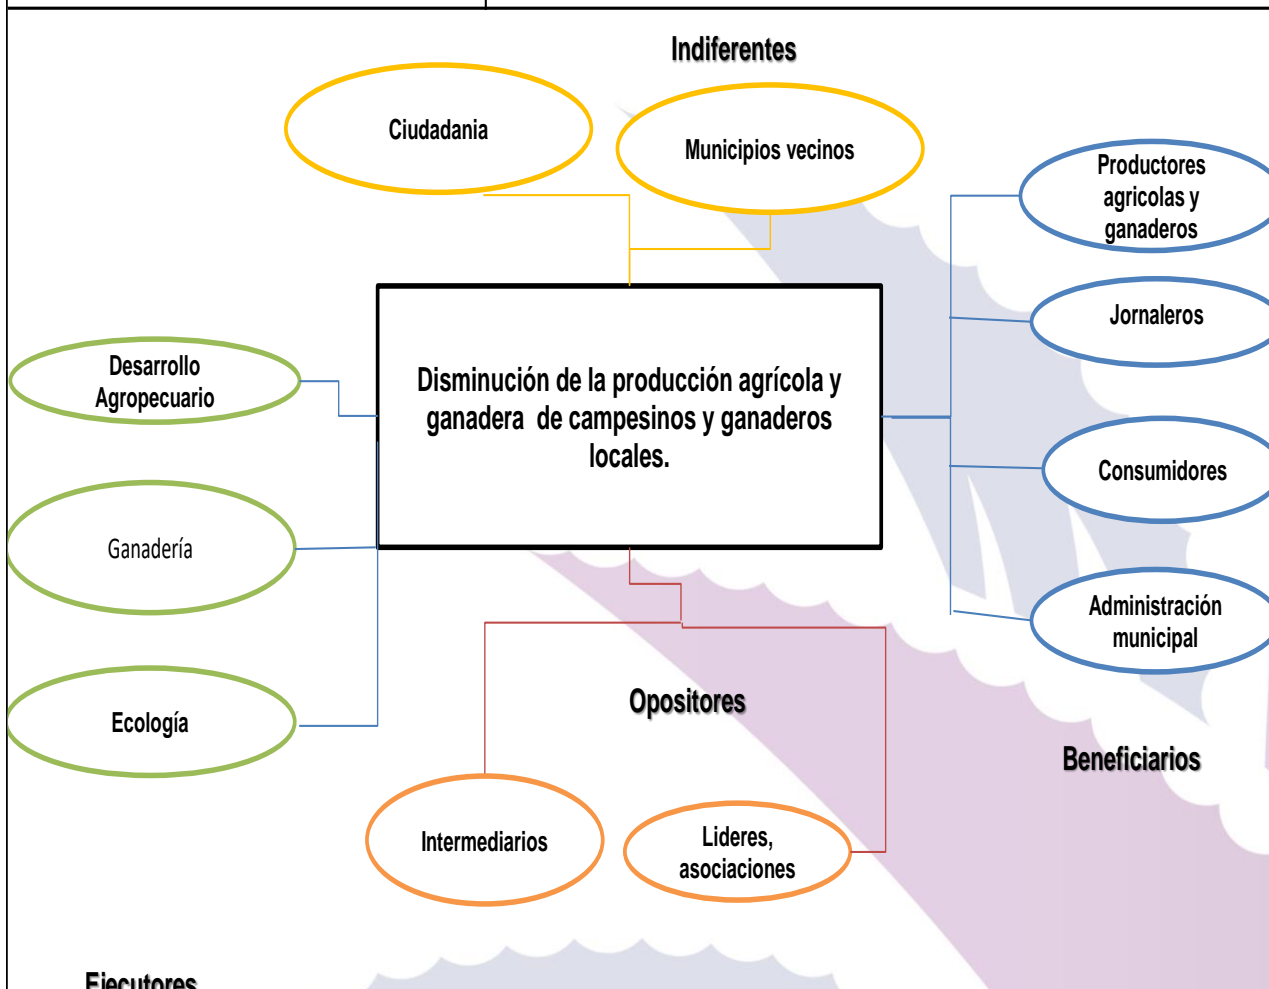 Indiferentes
Ciudadania
Municipios vecinos
Productores
agricolas y
ganaderos
Jornaleros
Desarrollo
Agropecuario
Disminución de la producción agrícola y
ganadera de campesinos y ganaderos
locales.
Consumidores
Ganadería
Administración
municipal
Ecología
Opositores
Beneficiarios
Intermediarios
Lideres,
asociaciones
Ejecutores